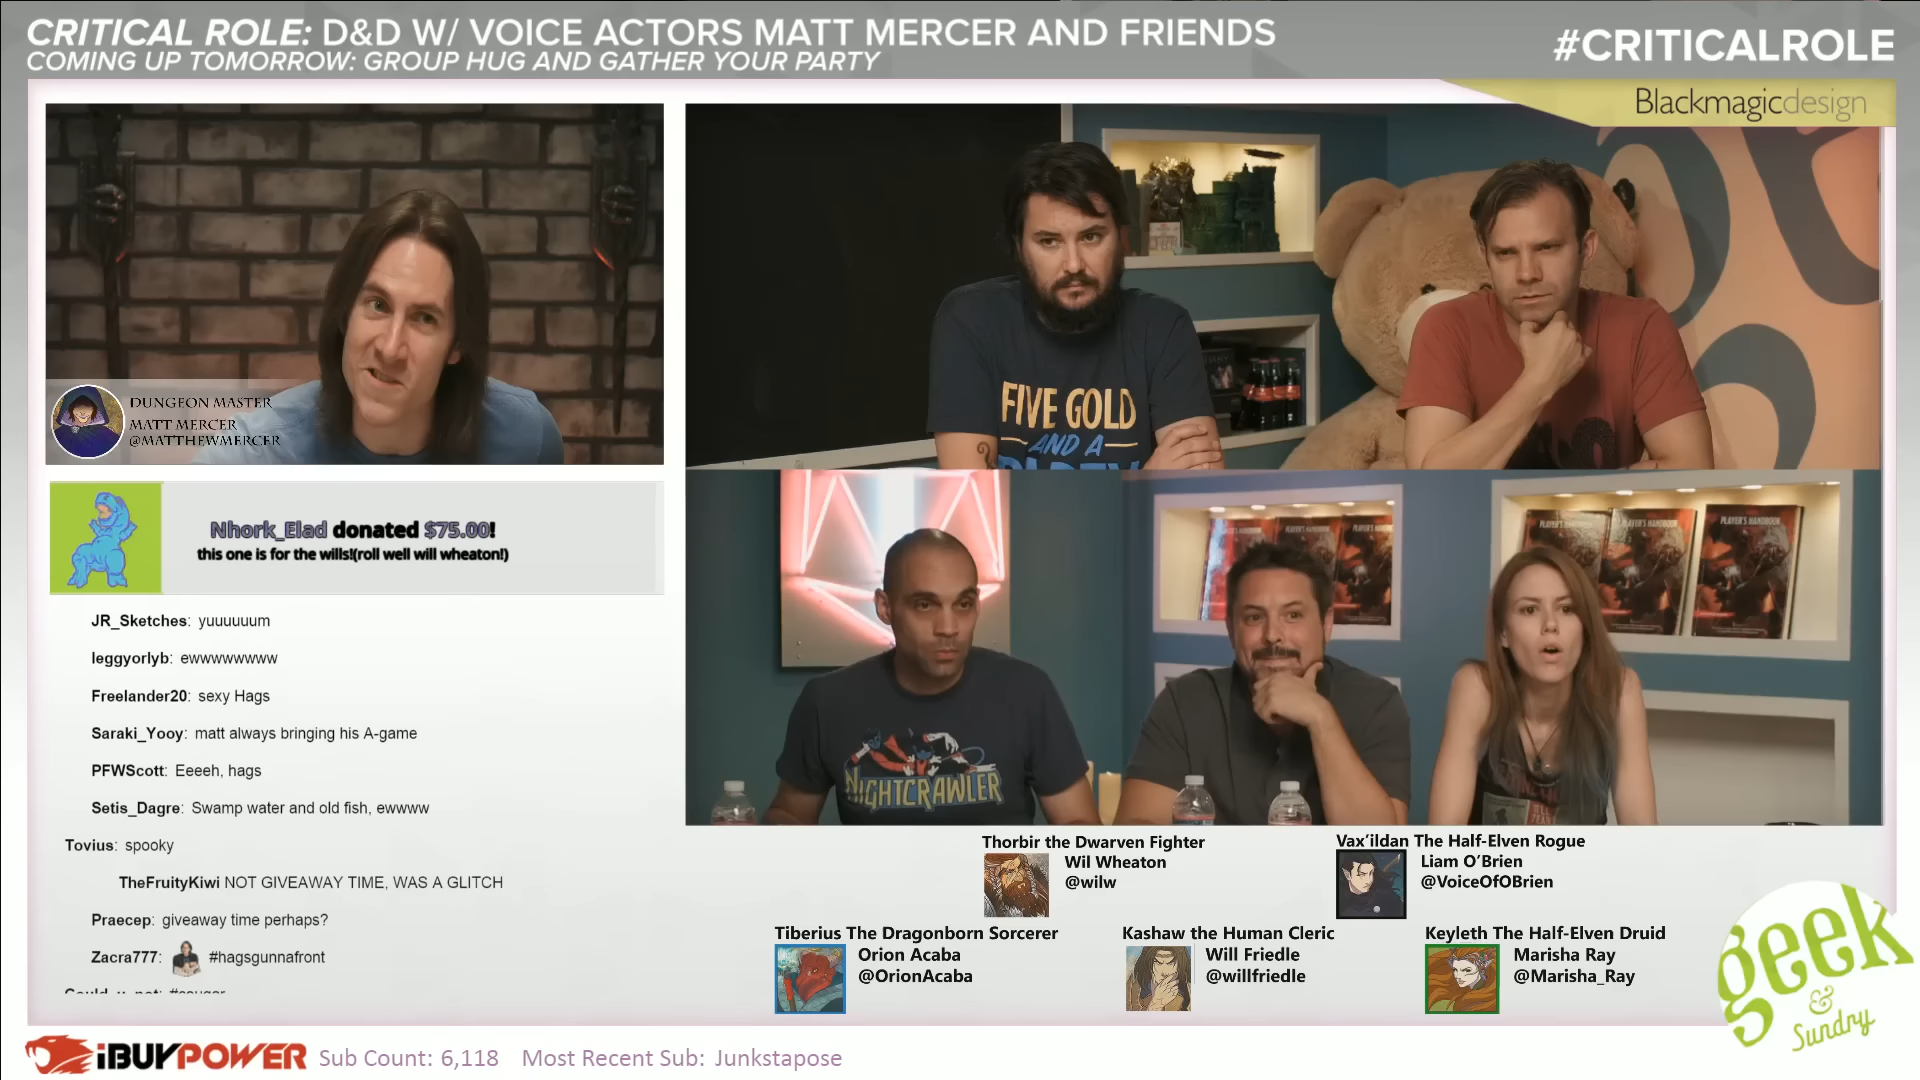 CRITICAL ROLE: D&D W/ VOICE ACTORS MATT MERCER AND FRIENDS
COMING UP TOMORROW: GROUP HUG AND GATHER YOUR PARTY
#CRITICALROLE
Blackmagicdesign
DUNGEON MASTER
MATT MERCER
@MATTHEWMERCER
FIVE GOLD
AND A
Nhork_Elad donated $75.00!
this one is for the wills!(roll well will wheaton!)
PLAYER'S HANDBOOK
PLAYER'S HANDBOOK
PLAYER'S HANDBOOK
NIGHTCRAWLER
JR_Sketches: yuuuuuum
leggyorlyb: ewwwwwwww
Freelander20: sexy Hags
Saraki_Yooy: matt always bringing his A-game
PFWScott: Eeeeh, hags
Setis_Dagre: Swamp water and old fish, ewwww
Tovius: spooky
TheFruityKiwi NOT GIVEAWAY TIME, WAS A GLITCH
Praecep: giveaway time perhaps?
Zacra777: #hagsgunnafront
Thorbir the Dwarven Fighter
Wil Wheaton
@wilw
Vax'ildan The Half-Elven Rogue
Liam O'Brien
@VoiceOfOBrien
Tiberius The Dragonborn Sorcerer
Orion Acaba
@OrionAcaba
Kashaw the Human Cleric
Will Friedle
@willfriedle
Keyleth The Half-Elven Druid
Marisha Ray
@Marisha_Ray
geek
&
Sundry
iBUYPOWER Sub Count: 6,118 Most Recent Sub: Junkstapose